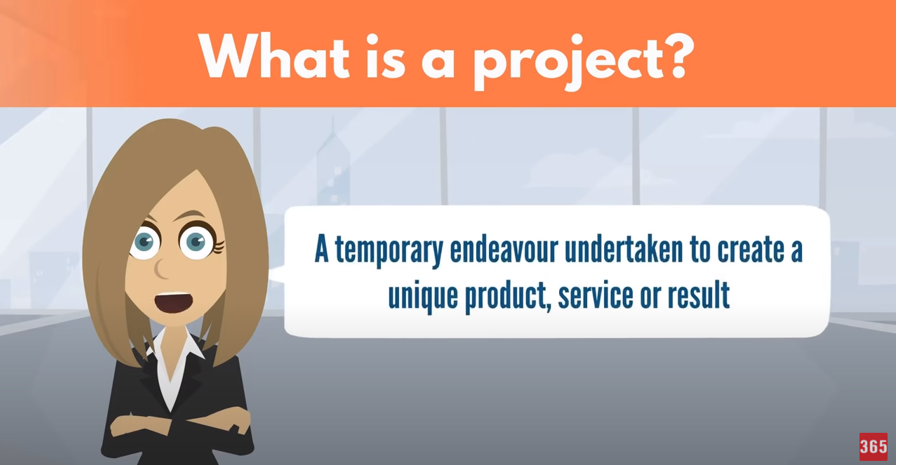 What is a project?
A temporary endeavour undertaken to create a
unique product, service or result
365